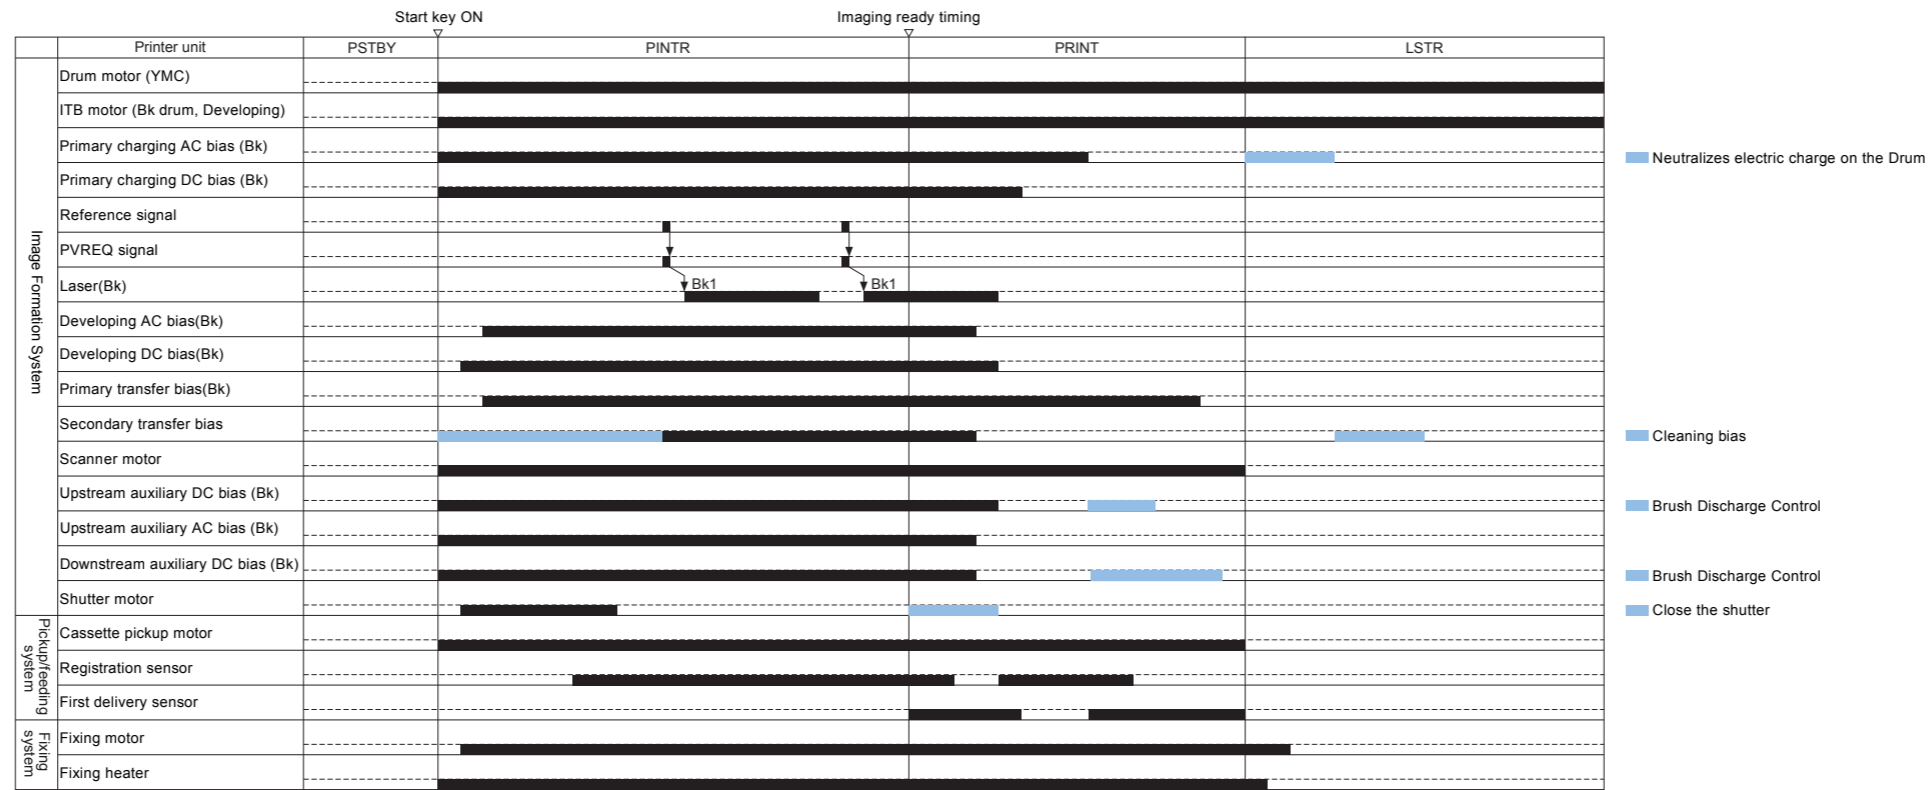 Start key ON
Imaging ready timing
Printer unit
PSTBY
PINTR
PRINT
LSTR
Image Formation System
Drum motor (YMC)
ITB motor (Bk drum, Developing)
Primary charging AC bias (Bk)
Neutralizes electric charge on the Drum
Primary charging DC bias (Bk)
Reference signal
PVREQ signal
Laser(Bk)
Bk1
Bk1
Developing AC bias(Bk)
Developing DC bias(Bk)
Primary transfer bias(Bk)
Secondary transfer bias
Cleaning bias
Scanner motor
Upstream auxiliary DC bias (Bk)
Brush Discharge Control
Upstream auxiliary AC bias (Bk)
Downstream auxiliary DC bias (Bk)
Brush Discharge Control
Shutter motor
Close the shutter
Pickup/feeding
system
Cassette pickup motor
Registration sensor
First delivery sensor
Fixing
system
Fixing motor
Fixing heater